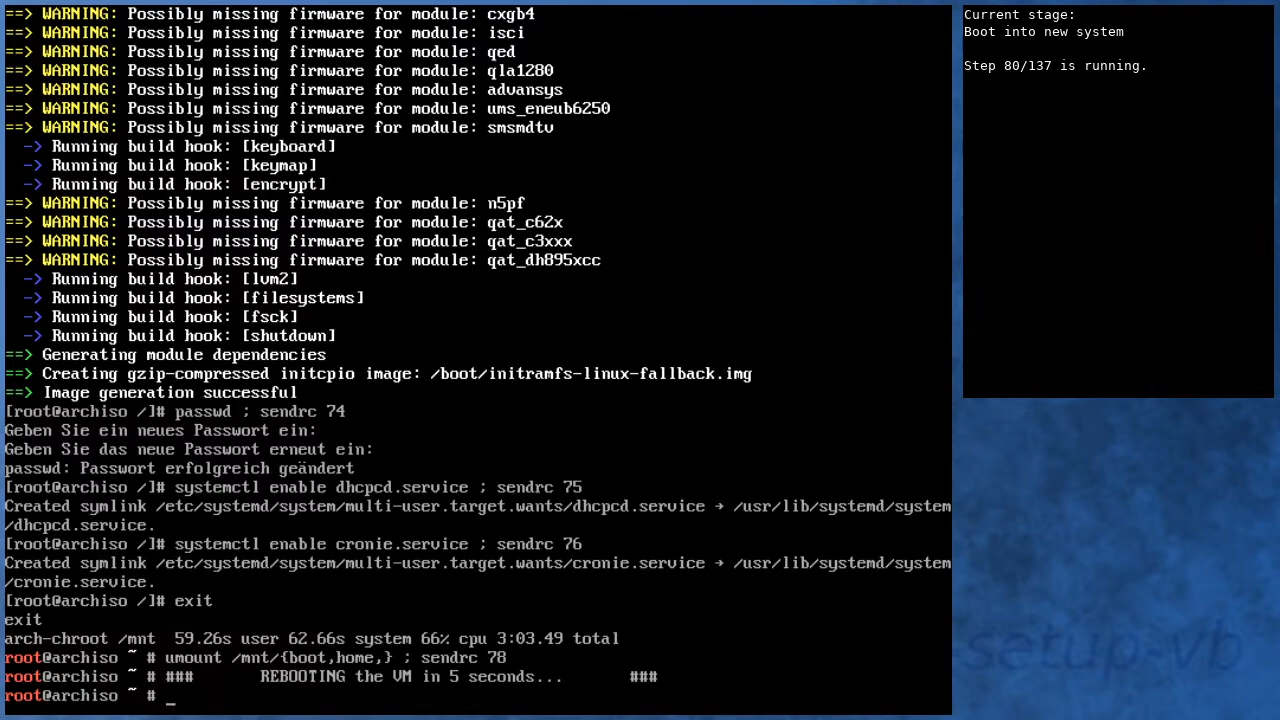 ==> WARNING: Possibly missing firmware for module: cxgb4
==> WARNING: Possibly missing firmware for module: isci
==> WARNING: Possibly missing firmware for module: qed
==> WARNING: Possibly missing firmware for module: qla1280
==> WARNING: Possibly missing firmware for module: advansys
==> WARNING: Possibly missing firmware for module: ums_eneub6250
==> WARNING: Possibly missing firmware for module: smsmdtv
  -> Running build hook: [keyboard]
  -> Running build hook: [keymap]
  -> Running build hook: [encrypt]
==> WARNING: Possibly missing firmware for module: n5pf
==> WARNING: Possibly missing firmware for module: qat_c62x
==> WARNING: Possibly missing firmware for module: qat_c3xxx
==> WARNING: Possibly missing firmware for module: qat_dh895xcc
  -> Running build hook: [lvm2]
  -> Running build hook: [filesystems]
  -> Running build hook: [fsck]
  -> Running build hook: [shutdown]
==> Generating module dependencies
==> Creating gzip-compressed initcpio image: /boot/initramfs-linux-fallback.img
==> Image generation successful
[root@archiso /]# passwd ; sendrc 74
Geben Sie ein neues Passwort ein:
Geben Sie das neue Passwort erneut ein:
passwd: Passwort erfolgreich geändert
[root@archiso /]# systemctl enable dhcpcd.service ; sendrc 75
Created symlink /etc/systemd/system/multi-user.target.wants/dhcpcd.service → /usr/lib/systemd/system
/dhcpcd.service.
[root@archiso /]# systemctl enable cronie.service ; sendrc 76
Created symlink /etc/systemd/system/multi-user.target.wants/cronie.service → /usr/lib/systemd/system
/cronie.service.
[root@archiso /]# exit
exit
arch-chroot /mnt  59.26s user 62.66s system 66% cpu 3:03.49 total
root@archiso ~ # umount /mnt/{boot,home,} ; sendrc 78
root@archiso ~ # ###       REBOOTING the VM in 5 seconds...       ###
root@archiso ~ # _
Current stage:
Boot into new system
Step 80/137 is running.
setup-vb